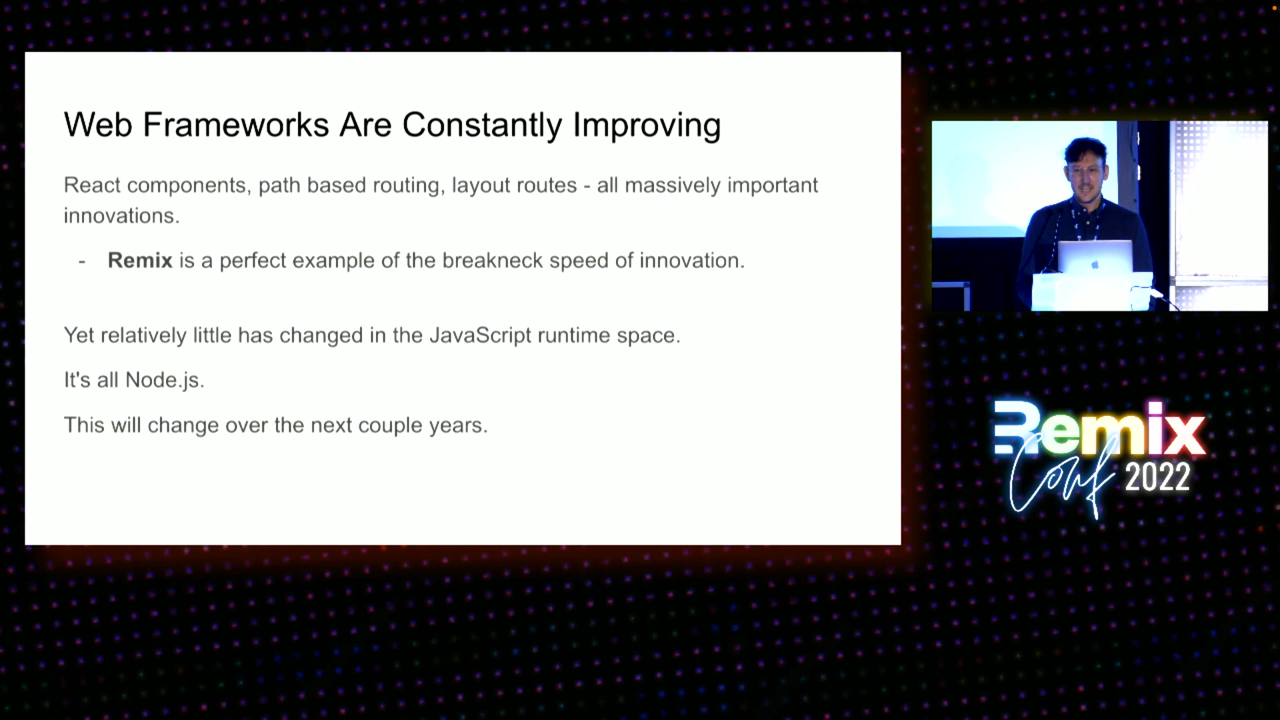 Web Frameworks Are Constantly Improving
React components, path based routing, layout routes - all massively important
innovations.
- Remix is a perfect example of the breakneck speed of innovation.
Yet relatively little has changed in the JavaScript runtime space.
It's all Node.js.
This will change over the next couple years.
Remix
Conf 2022